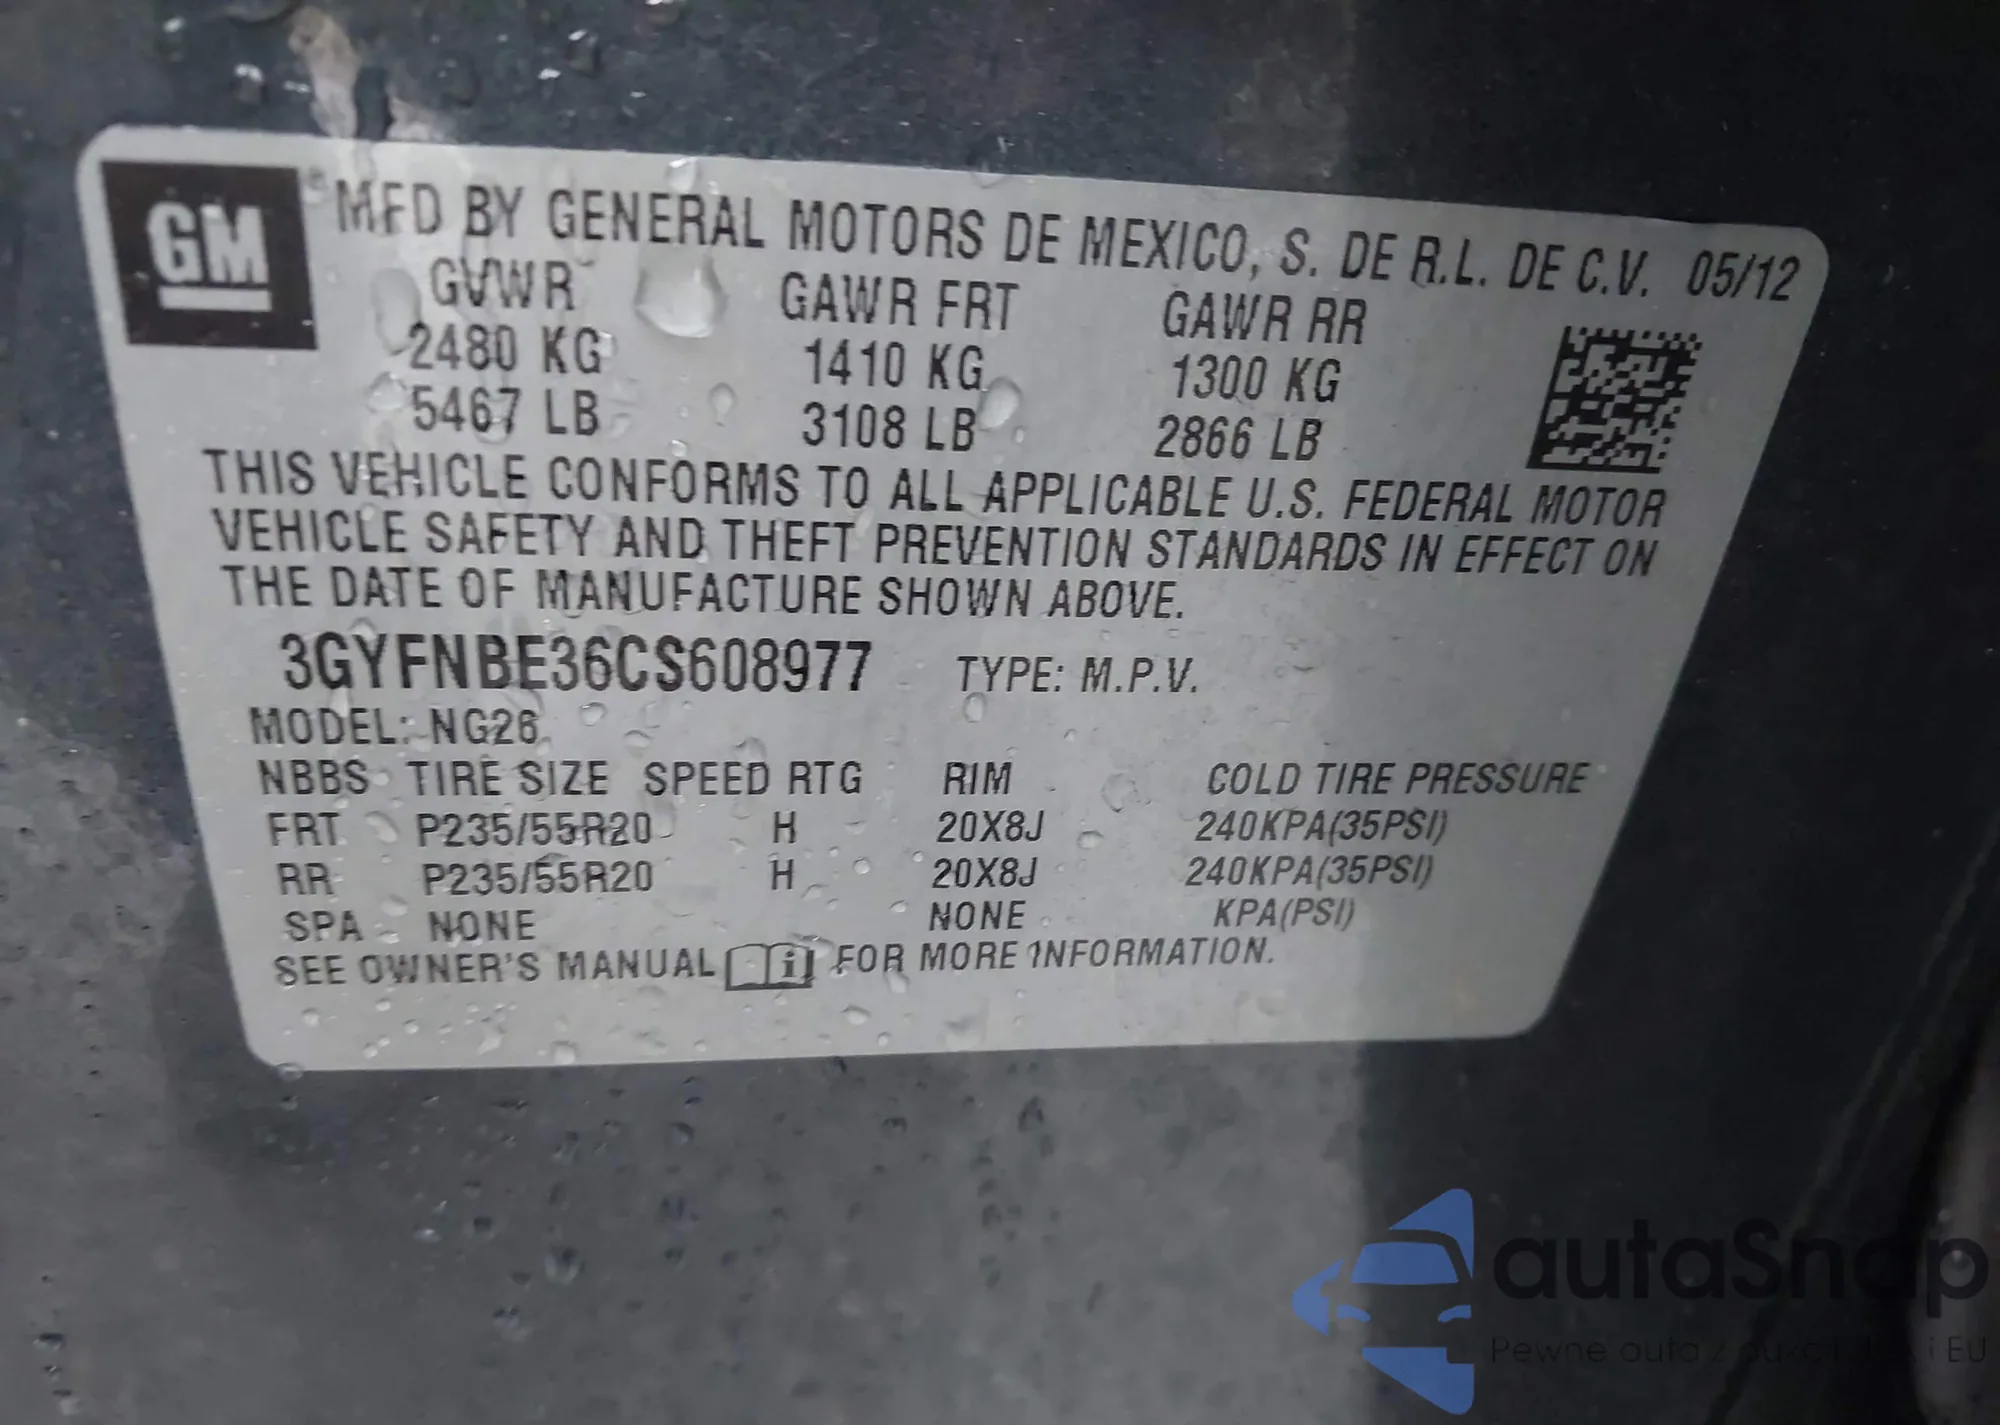 GM
® MFD BY GENERAL MOTORS DE MEXICO, S. DE R.L. DE C.V. 05/12
GVWR GAWR FRT GAWR RR
2480 KG 1410 KG 1300 KG
5467 LB 3108 LB 2866 LB
THIS VEHICLE CONFORMS TO ALL APPLICABLE U.S. FEDERAL MOTOR
VEHICLE SAFETY AND THEFT PREVENTION STANDARDS IN EFFECT ON
THE DATE OF MANUFACTURE SHOWN ABOVE.
3GYFNBE36CS608977 TYPE: M.P.V.
MODEL: NG26
NBBS TIRE SIZE SPEED RTG RIM COLD TIRE PRESSURE
FRT P235/55R20 H 20X8J 240KPA(35PSI)
RR P235/55R20 H 20X8J 240KPA(35PSI)
SPA NONE NONE KPA(PSI)
SEE OWNER'S MANUAL i FOR MORE INFORMATION.
autaSnap
Pewne auta z i EU